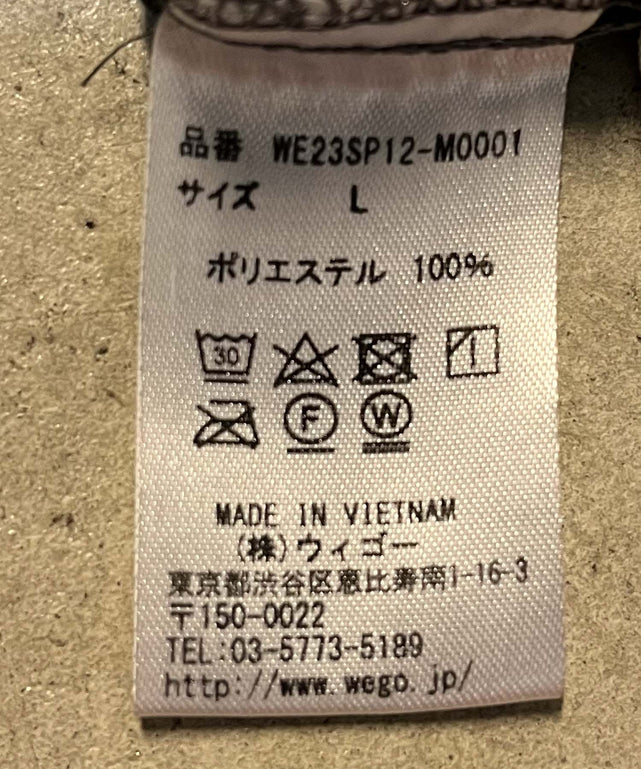 品番 WE23SP12-M0001
サイズ L
ポリエステル 100%
30
F W
MADE IN VIETNAM
(株)ウィゴー
東京都渋谷区恵比寿南1-16-3
〒150-0022
TEL:03-5773-5189
http://www.wego.jp/